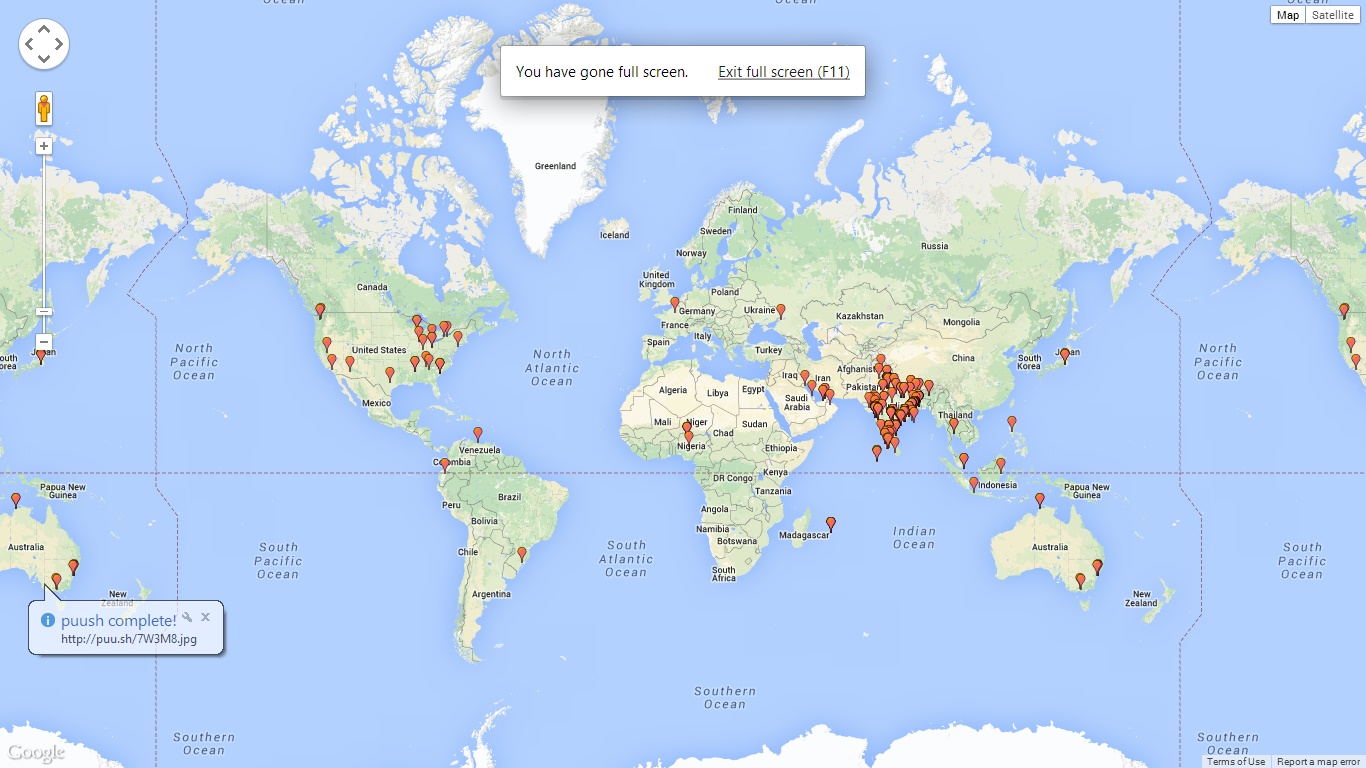 Ocean
Ocean
Map
Satellite
You have gone full screen.
Exit full screen (F11)
Greenland
Iceland
Finland
Sweden
Norway
Russia
United
Kingdom
Canada
Poland
Germany
Ukraine
France
Kazakhstan
Mongolia
Italy
Spain
Turkey
North
Pacific
Ocean
United States
North
Atlantic
Ocean
China
South
Korea
Japan
North
Pacific
Ocean
Iraq
Iran
Afghanist
Pakistan
Algeria
Libya
Egypt
Saudi
Arabia
Mexico
Mali
Niger
Chad
Sudan
Thailand
Nigeria
Ethiopia
Venezuela
Colombia
DR Congo
Kenya
Tanzania
Indonesia
Papua New
Guinea
Papua New
Guinea
Peru
Brazil
Angola
Bolivia
Namibia
Botswana
Madagascar
Indian
Ocean
Australia
Australia
South
Pacific
Ocean
South
Atlantic
Ocean
South
Pacific
Ocean
Chile
South
Africa
Argentina
New
Zealand
New
Zealand
puush complete!
http://puu.sh/7W3M8.jpg
Southern
Ocean
Southern
Ocean
Southern
Ocean
Google
Terms of Use
Report a map error